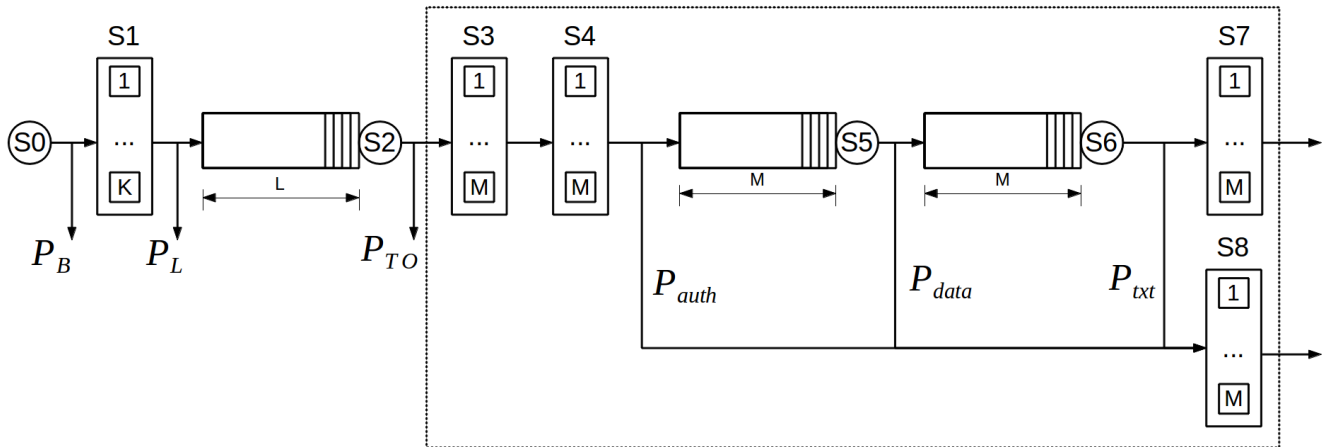 S1
S3
S4
S7
1
1
1
1
S0
...
S2
...
...
S5
S6
...
K
M
M
M
L
M
M
P_B
P_L
P_TO
S8
P_auth
P_data
P_txt
1
...
M